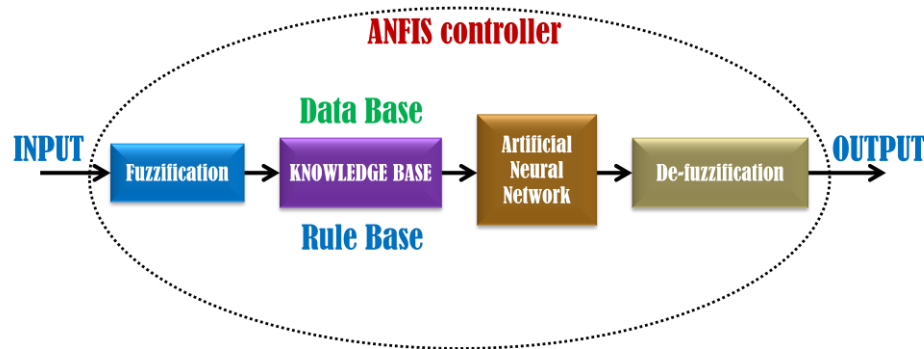 ANFIS controller
Data Base
INPUT
Fuzzification
KNOWLEDGE BASE
Artificial
Neural
Network
De-fuzzification
OUTPUT
Rule Base